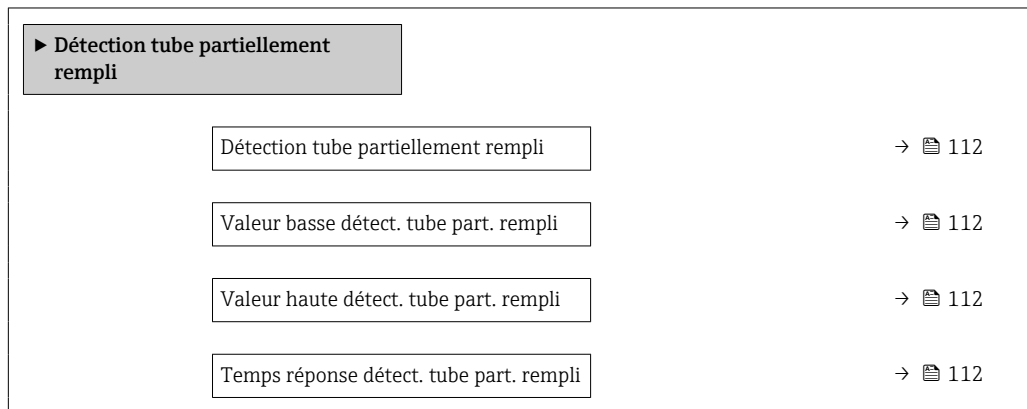 ▶ Détection tube partiellement
rempli
Détection tube partiellement rempli → 112
Valeur basse détect. tube part. rempli → 112
Valeur haute détect. tube part. rempli → 112
Temps réponse détect. tube part. rempli → 112